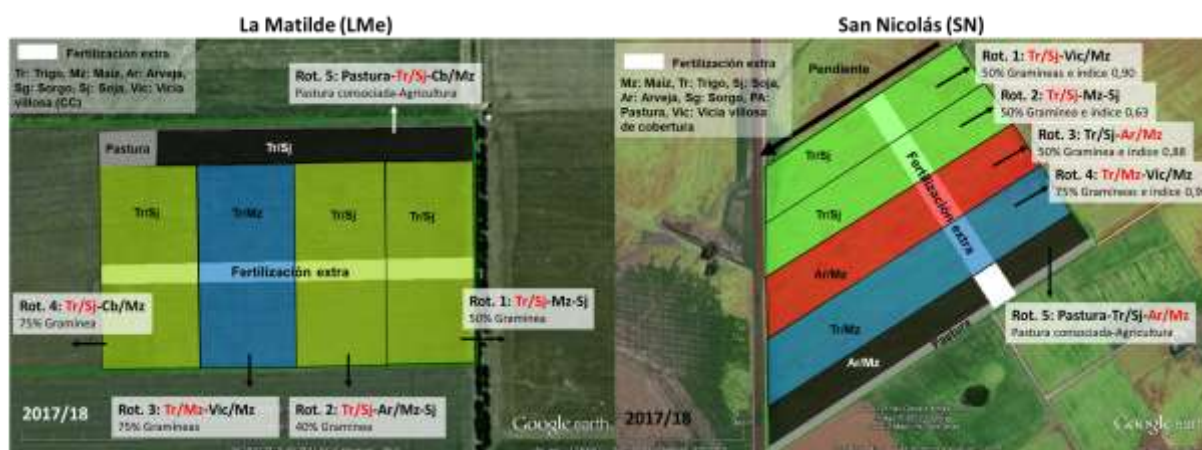 La Matilde (LMe)
Fertilización extra
Tr: Trigo, Mz: Maíz, Ar: Arveja,
Sg: Sorgo, Sj: Soja, Vic: Vicia
villosa (CC)
Rot. 5: Pastura-Tr/Sj-Cb/Mz
Pastura consociada-Agricultura
Pastura
Tr/Sj
Tr/Sj
Tr/Mz
Tr/Sj
Tr/Sj
Fertilización extra
Rot. 4: Tr/Sj-Cb/Mz
75% Gramínea
Rot. 1: Tr/Sj-Mz-Sj
50% Gramínea
Rot. 3: Tr/Mz-Vic/Mz
75% Gramíneas
Rot. 2: Tr/Sj-Ar/Mz-Sj
40% Gramínea
2017/18
Google earth
San Nicolás (SN)
Fertilización extra
Mz: Maíz, Tr: Trigo, Sj: Soja,
Ar: Arveja, Sg: Sorgo, PA:
Pastura, Vic: Vicia villosa
de cobertura
Pendiente
Rot. 1: Tr/Sj-Vic/Mz
50% Gramíneas e índice 0,90
Rot. 2: Tr/Sj-Mz-Sj
50% Gramínea e índice 0,63
Rot. 3: Tr/Sj-Ar/Mz
50% Gramínea e índice 0,88
Rot. 4: Tr/Mz-Vic/Mz
75% Gramíneas e índice 0,9
Tr/Sj
Tr/Sj
Ar/Mz
Tr/Mz
Ar/Mz
Fertilización extra
Pastura
Rot. 5: Pastura-Tr/Sj-Ar/Mz
Pastura consociada-Agricultura
2017/18
Google earth